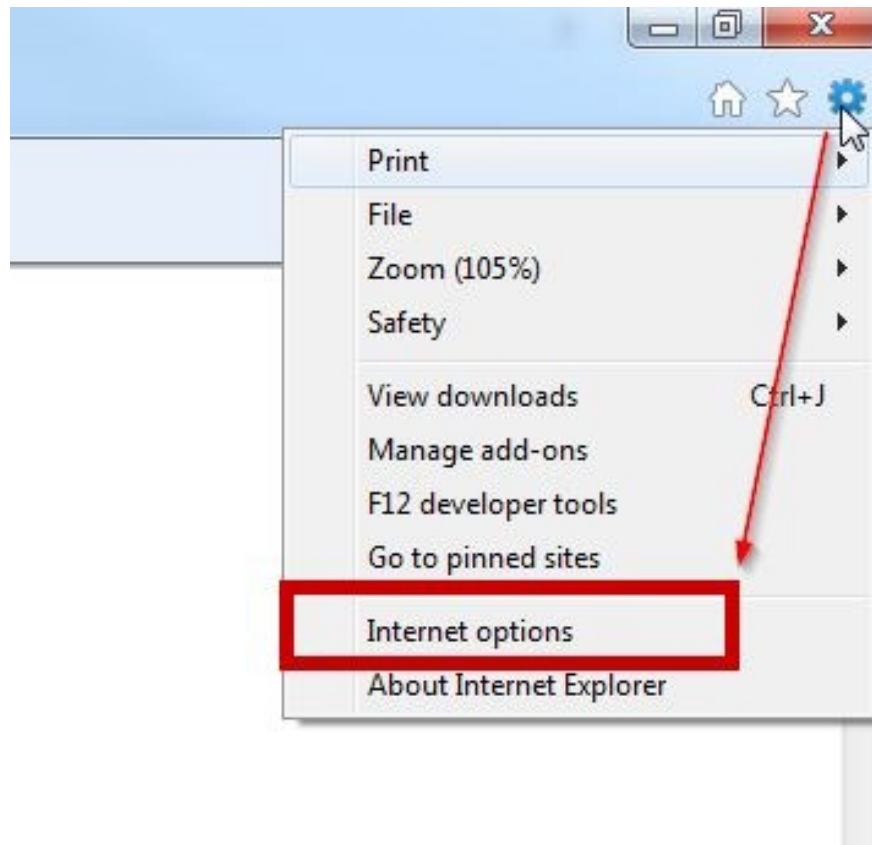 Print
File
Zoom (105%)
Safety
View downloads Ctrl+J
Manage add-ons
F12 developer tools
Go to pinned sites
Internet options
About Internet Explorer